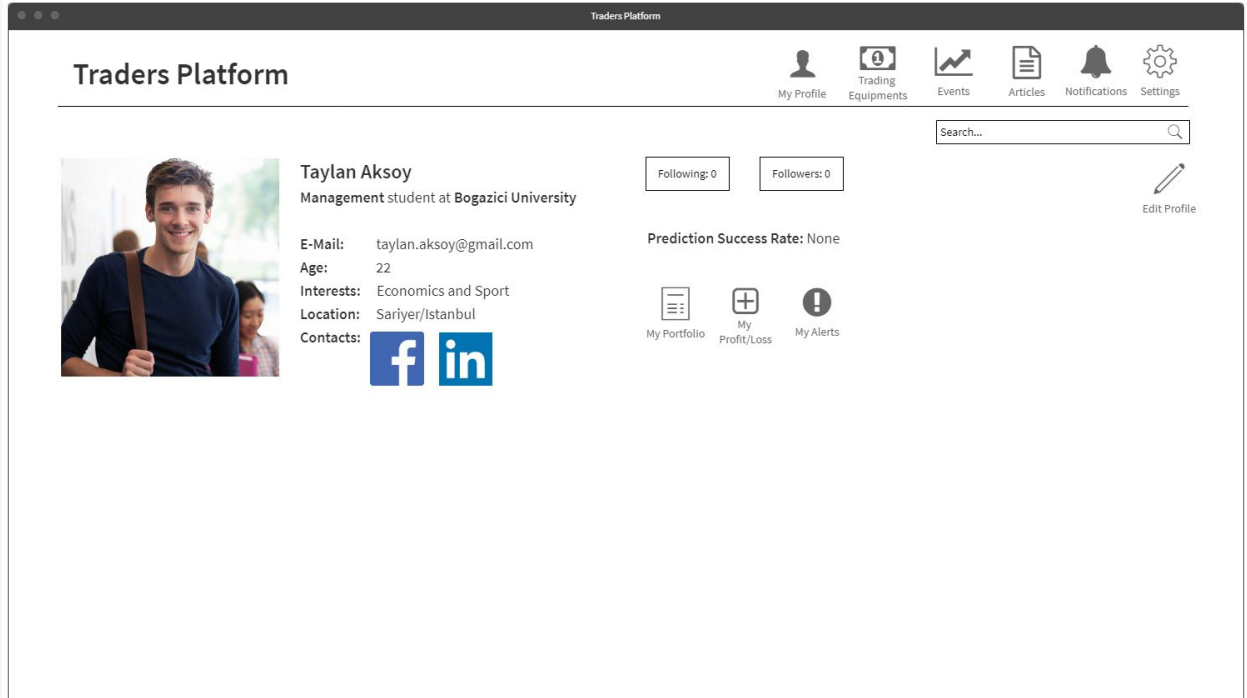 Traders Platform
Traders Platform
My Profile
Trading
Equipments
Events
Articles
Notifications
Settings
Search...
Taylan Aksoy
Management student at Bogazici University
Following: 0
Followers: 0
Edit Profile
E-Mail: taylan.aksoy@gmail.com
Age: 22
Interests: Economics and Sport
Location: Sariyer/Istanbul
Contacts:
f
in
Prediction Success Rate: None
My Portfolio
My
Profit/Loss
My Alerts